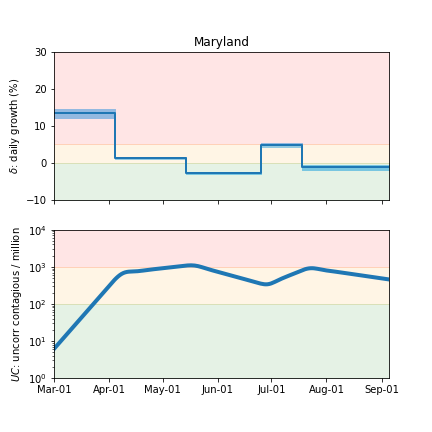 Maryland
δ: daily growth (%)
30
20
10
0
−10
UC: uncorr contagious / million
10⁴
10³
10²
10¹
10⁰
Mar-01 Apr-01 May-01 Jun-01 Jul-01 Aug-01 Sep-01